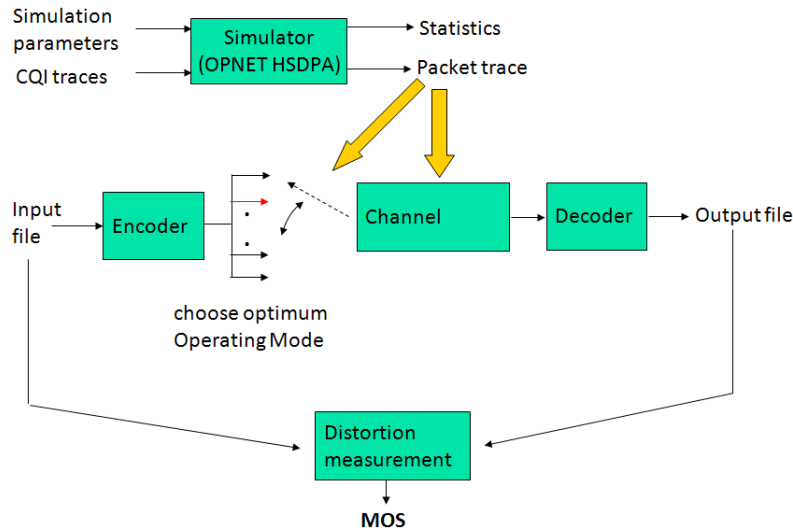 Simulation
parameters
CQI traces
Simulator
(OPNET HSDPA)
Statistics
Packet trace
Input
file
Encoder
Channel
Decoder
Output file
choose optimum
Operating Mode
Distortion
measurement
MOS